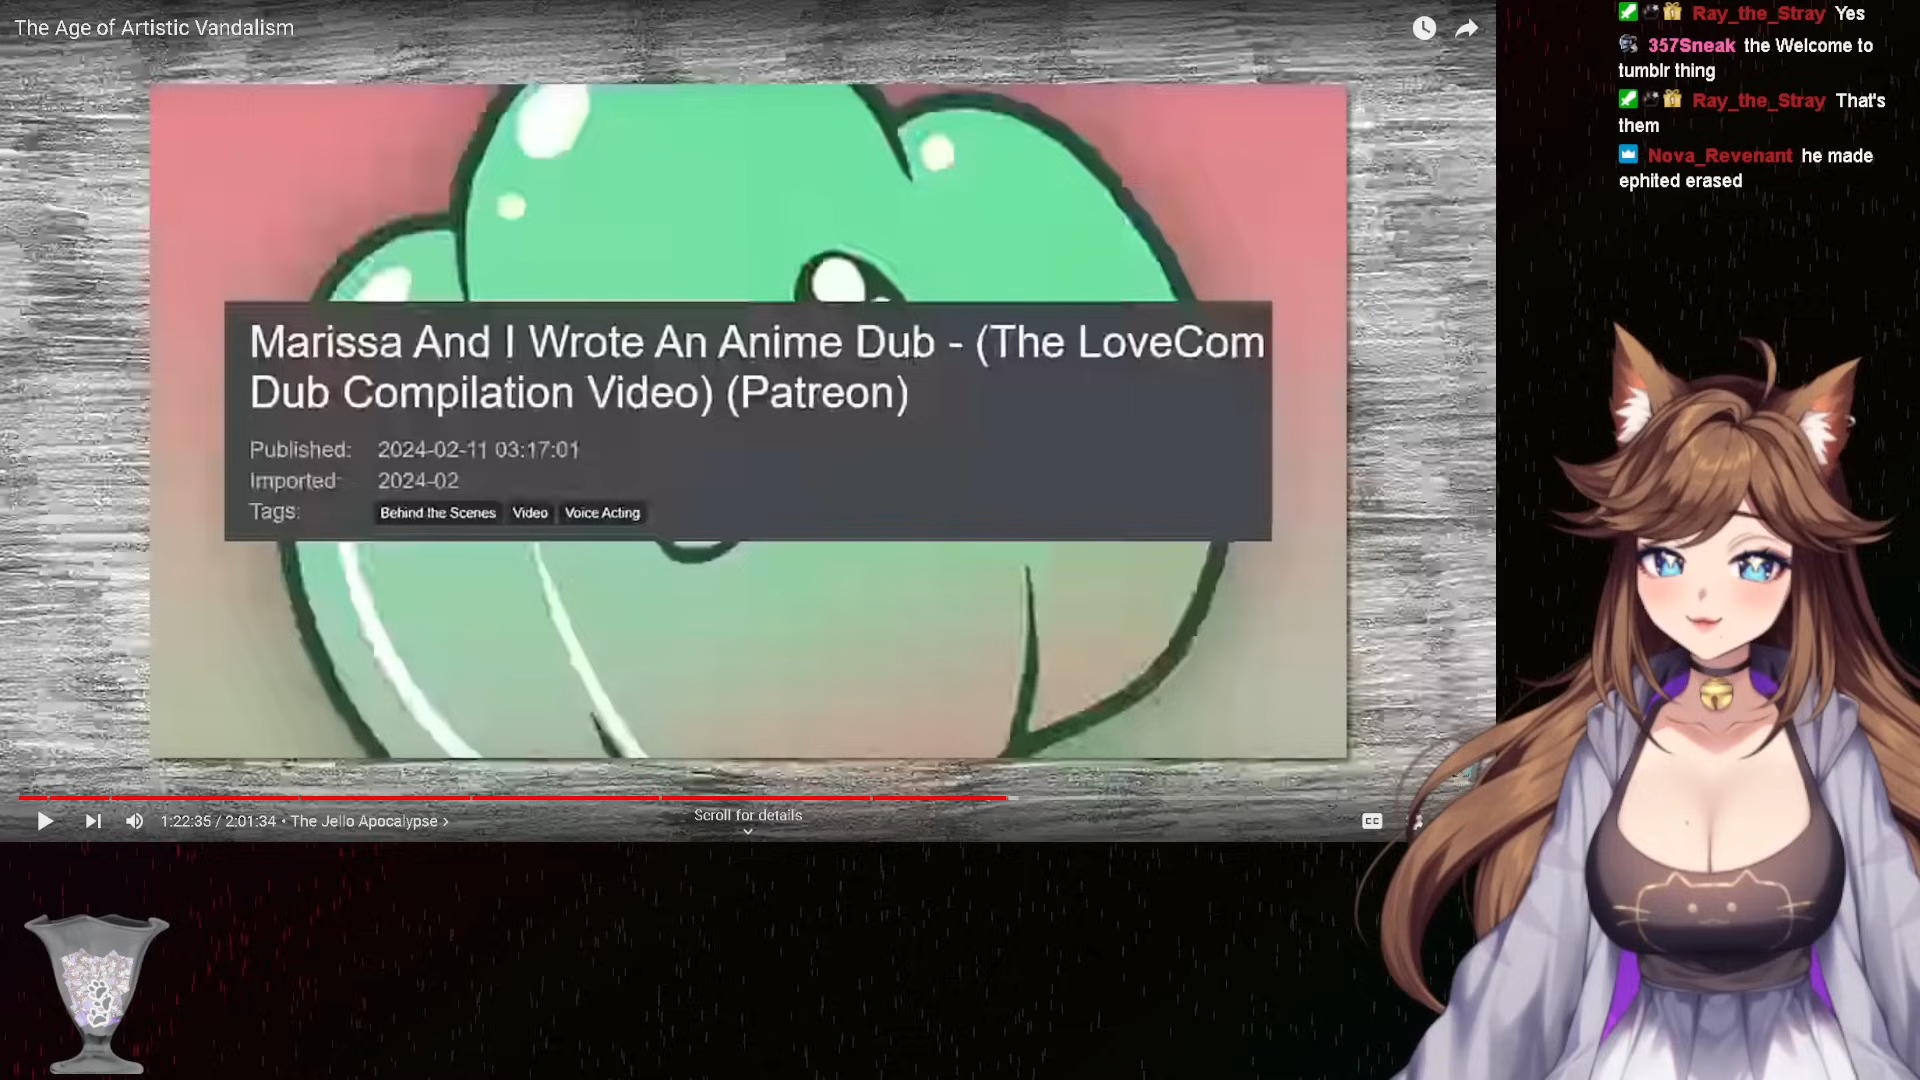 The Age of Artistic Vandalism
Marissa And I Wrote An Anime Dub - (The LoveCom
Dub Compilation Video) (Patreon)
Published: 2024-02-11 03:17:01
Imported: 2024-02
Tags: Behind the Scenes Video Voice Acting
1:22:35 / 2:01:34 • The Jello Apocalypse ›
Scroll for details
CC
Ray_the_Stray Yes
357Sneak the Welcome to
tumblr thing
Ray_the_Stray That's
them
Nova_Revenant he made
ephited erased